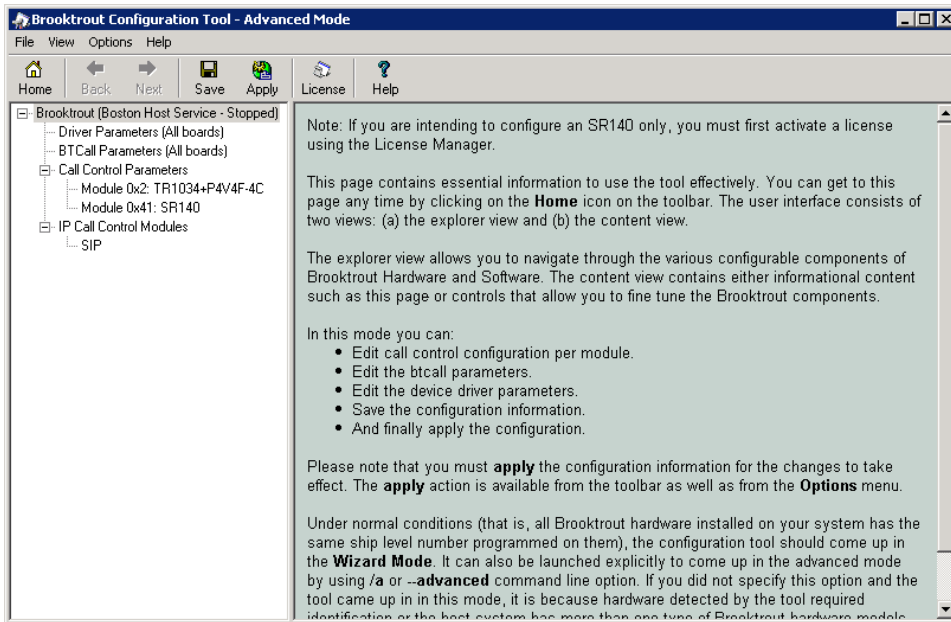 Brooktrout Configuration Tool - Advanced Mode
File View Options Help
Home Back Next Save Apply License Help
Brooktrout (Boston Host Service - Stopped)
Driver Parameters (All boards)
BTCall Parameters (All boards)
Call Control Parameters
Module 0x2: TR1034+P4V4F-4C
Module 0x41: SR140
IP Call Control Modules
SIP
Note: If you are intending to configure an SR140 only, you must first activate a license
using the License Manager.
This page contains essential information to use the tool effectively. You can get to this
page any time by clicking on the Home icon on the toolbar. The user interface consists of
two views: (a) the explorer view and (b) the content view.
The explorer view allows you to navigate through the various configurable components of
Brooktrout Hardware and Software. The content view contains either informational content
such as this page or controls that allow you to fine tune the Brooktrout components.
In this mode you can:
• Edit call control configuration per module.
• Edit the btcall parameters.
• Edit the device driver parameters.
• Save the configuration information.
• And finally apply the configuration.
Please note that you must apply the configuration information for the changes to take
effect. The apply action is available from the toolbar as well as from the Options menu.
Under normal conditions (that is, all Brooktrout hardware installed on your system has the
same ship level number programmed on them), the configuration tool should come up in
the Wizard Mode. It can also be launched explicitly to come up in the advanced mode
by using /a or --advanced command line option. If you did not specify this option and the
tool came up in in this mode, it is because hardware detected by the tool required
identification or the host system has more than one type of Brooktrout hardware models